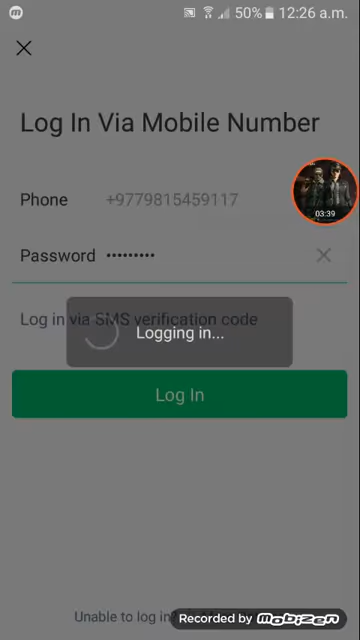 50% 12:26 a.m.
Log In Via Mobile Number
Phone +9779815459117
03:39
Password •••••••••
Log in via SMS verification code
Logging in...
Log In
Unable to log in?
Recorded by Mobizen